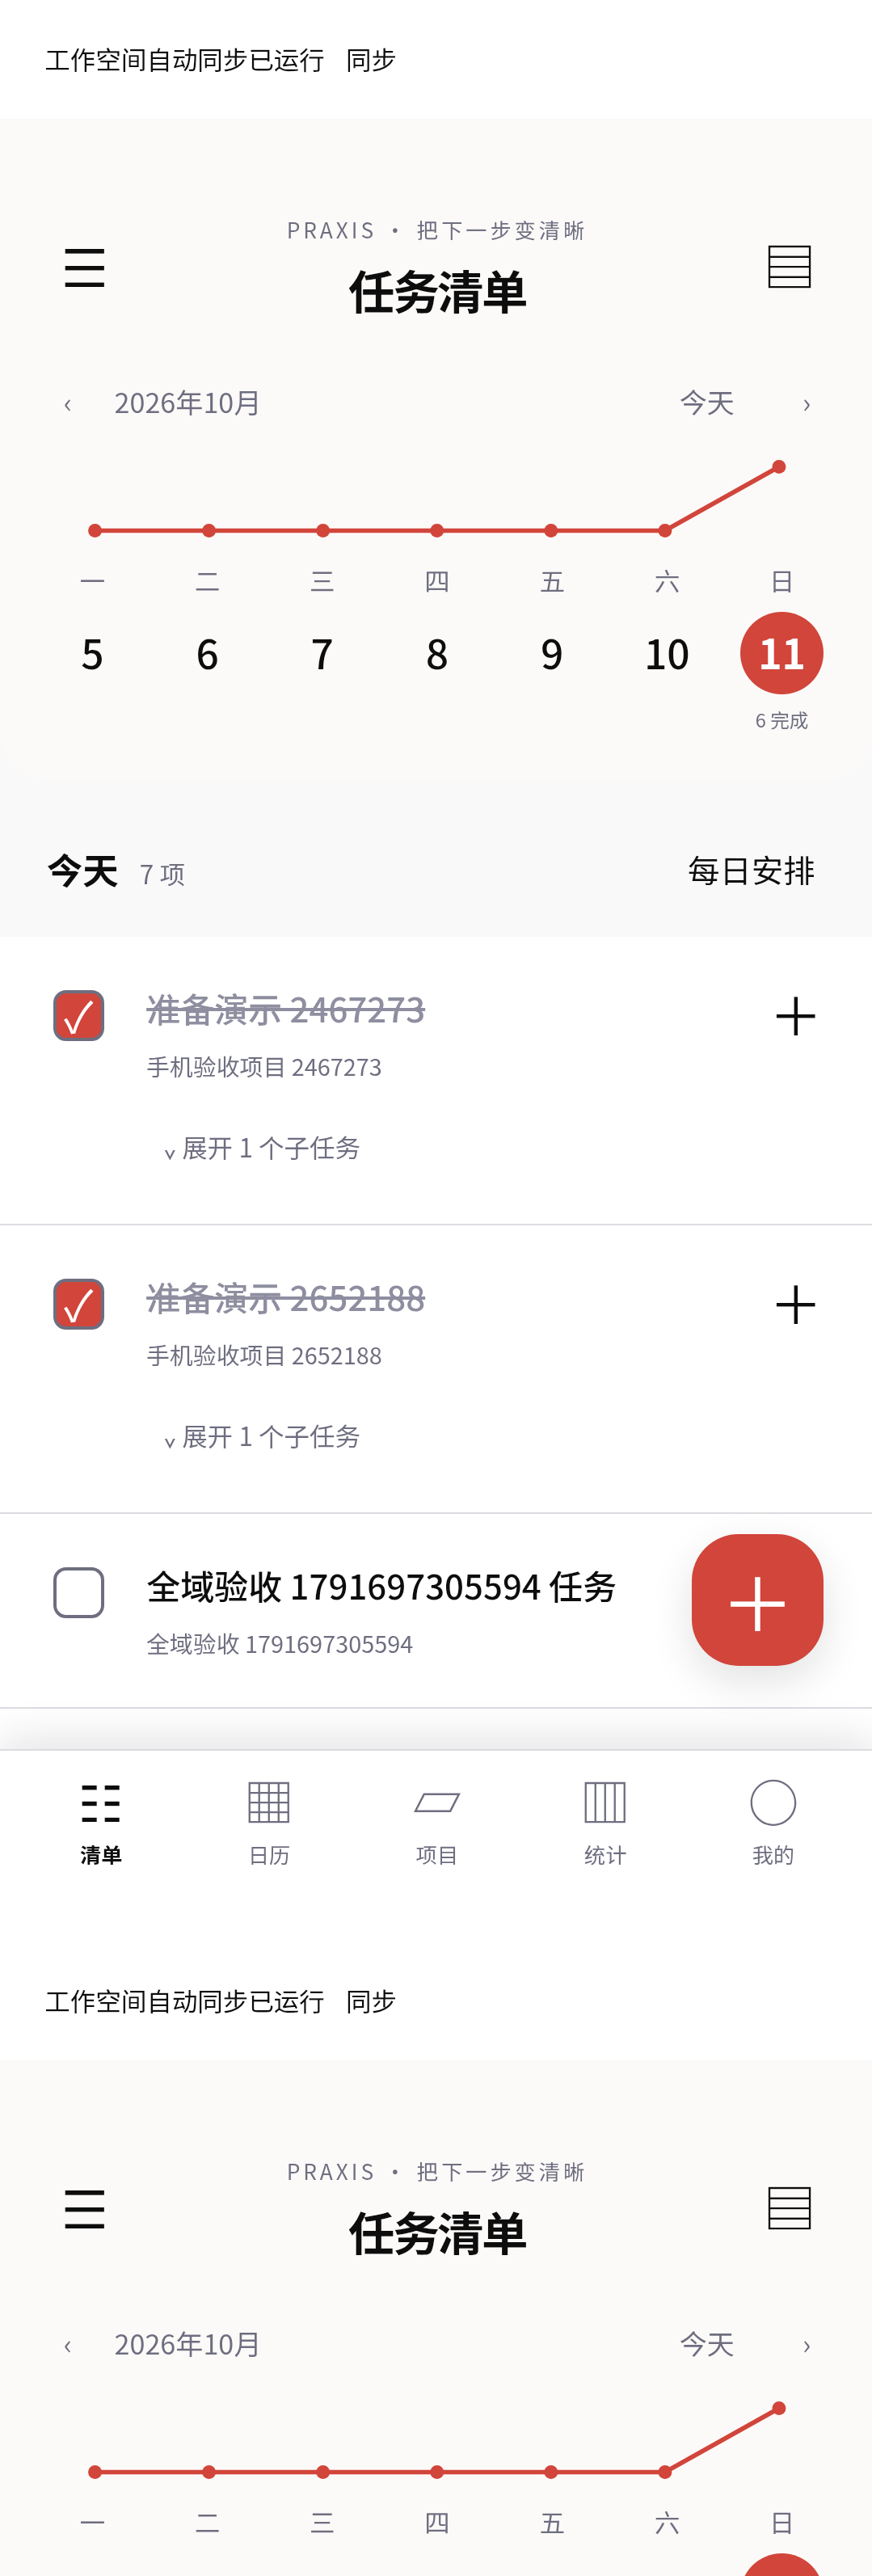 工作空间自动同步已运行 同步
PRAXIS · 把下一步变清晰
任务清单
‹ 2026年10月 今天 ›
一 二 三 四 五 六 日
5 6 7 8 9 10 11
6 完成
今天 7 项 每日安排
准备演示 2467273
手机验收项目 2467273
展开 1 个子任务
准备演示 2652188
手机验收项目 2652188
展开 1 个子任务
全域验收 1791697305594 任务
全域验收 1791697305594
清单 日历 项目 统计 我的
工作空间自动同步已运行 同步
PRAXIS · 把下一步变清晰
任务清单
‹ 2026年10月 今天 ›
一 二 三 四 五 六 日